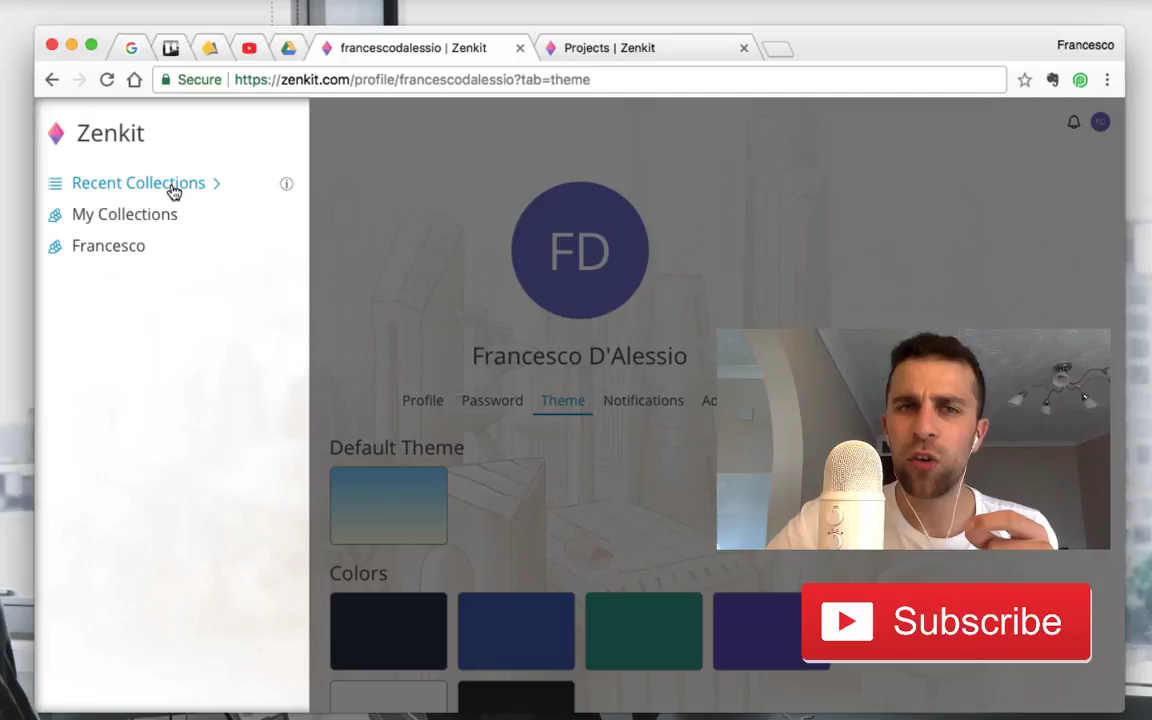 francescodalessio | Zenkit
Projects | Zenkit
Francesco
Secure
https://zenkit.com/profile/francescodalessio?tab=theme
Zenkit
Recent Collections
My Collections
Francesco
FD
FD
Francesco D'Alessio
Profile
Password
Theme
Notifications
Default Theme
Colors
Subscribe